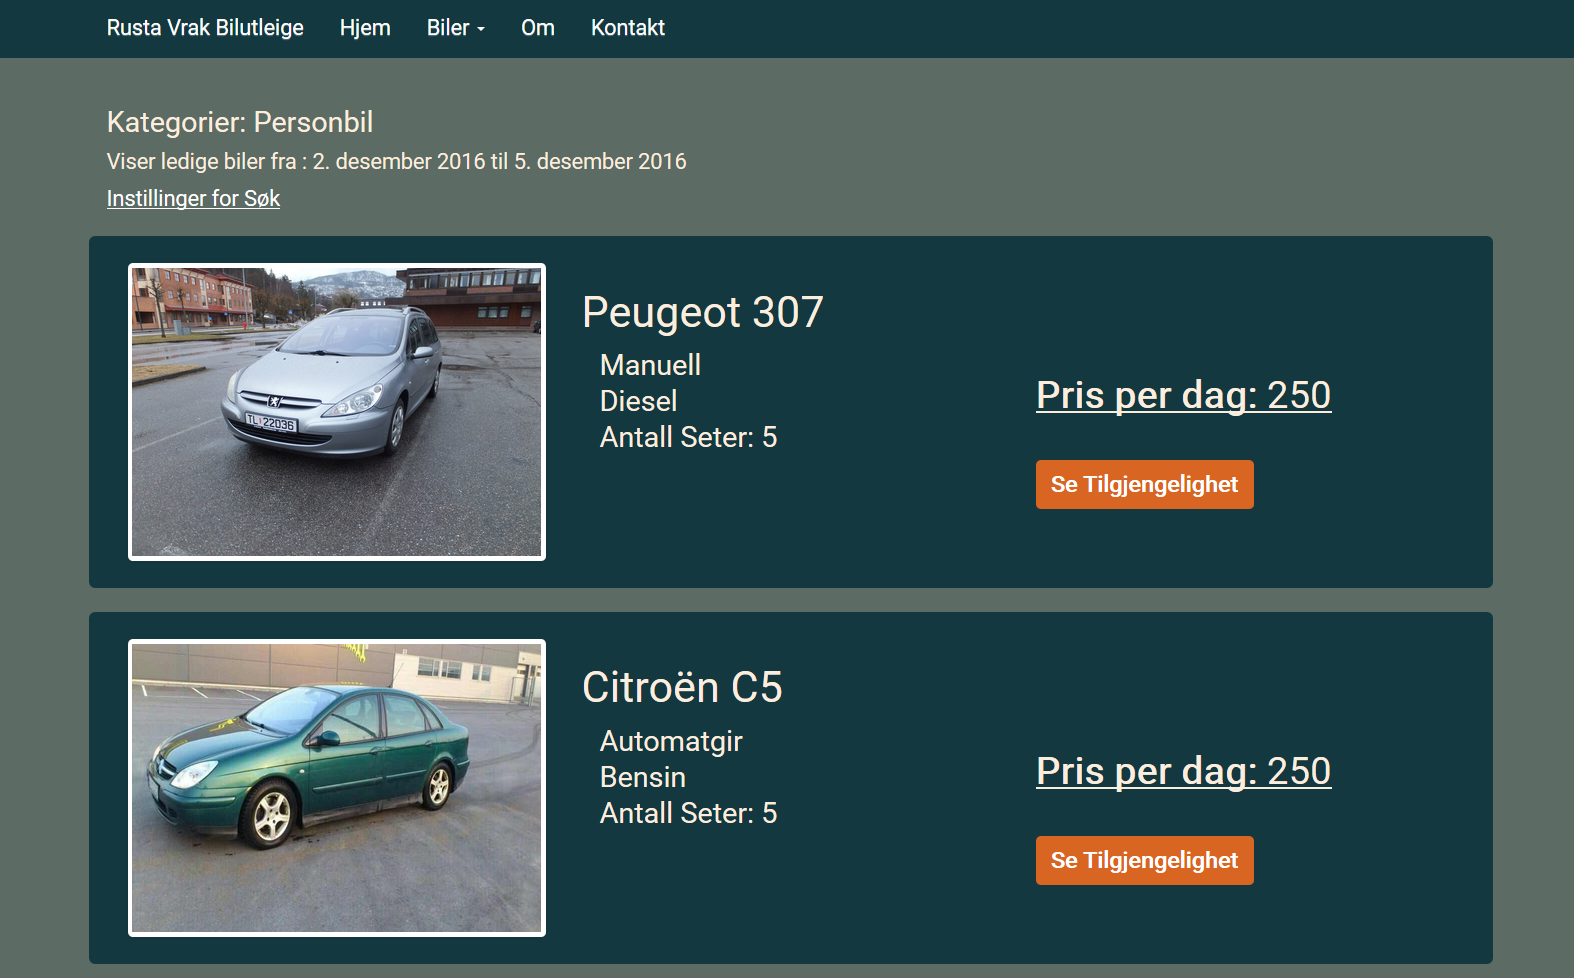 Rusta Vrak Bilutleige Hjem Biler Om Kontakt
Kategorier: Personbil
Viser ledige biler fra : 2. desember 2016 til 5. desember 2016
Instillinger for Søk
Peugeot 307
Manuell
Diesel
Antall Seter: 5
Pris per dag: 250
Se Tilgjengelighet
TL 22036
Citroën C5
Automatgir
Bensin
Antall Seter: 5
Pris per dag: 250
Se Tilgjengelighet